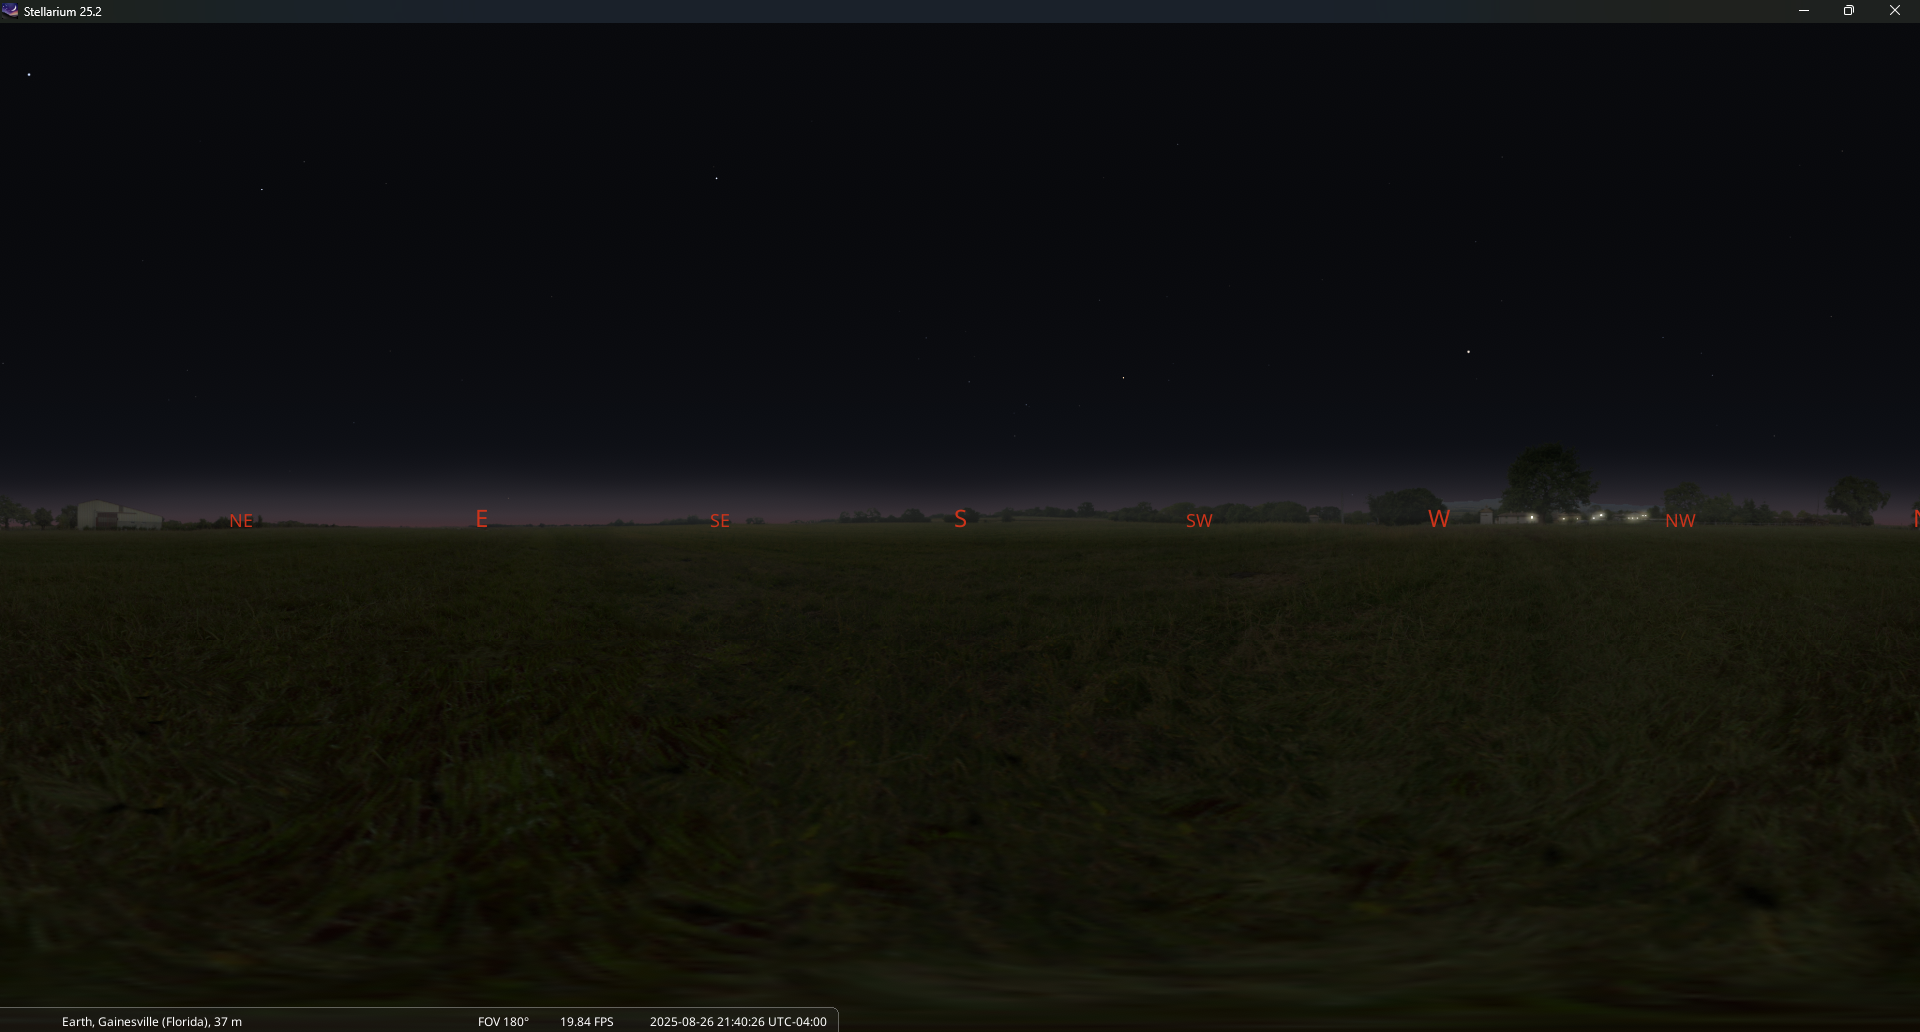 Stellarium 25.2
NE E SE S SW W NW
Earth, Gainesville (Florida), 37 m FOV 180° 19.84 FPS 2025-08-26 21:40:26 UTC-04:00